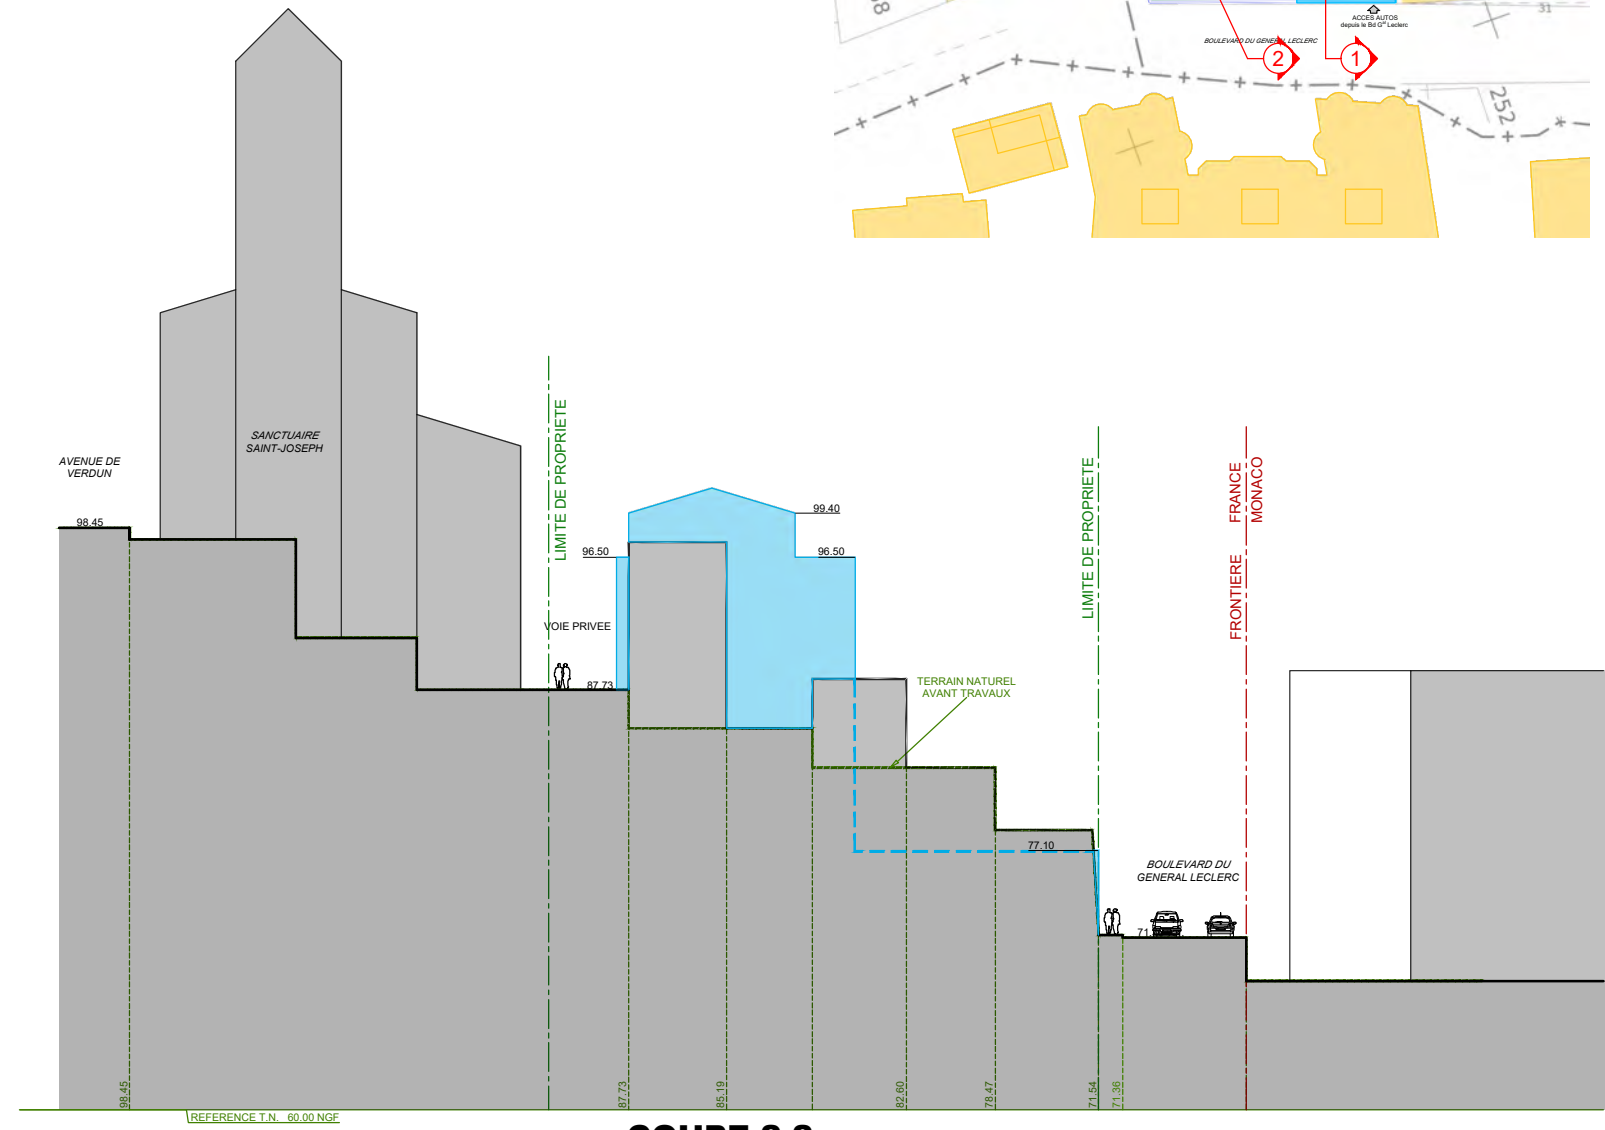 31
ACCES AUTOS
depuis le Bd Gal Leclerc
BOULEVARD DU GENERAL LECLERC
2
1
252
AVENUE DE
VERDUN
98.45
SANCTUAIRE
SAINT-JOSEPH
LIMITE DE PROPRIETE
96.50
99.40
96.50
VOIE PRIVEE
87.73
TERRAIN NATUREL
AVANT TRAVAUX
LIMITE DE PROPRIETE
FRONTIERE FRANCE
MONACO
77.10
BOULEVARD DU
GENERAL LECLERC
98.45
87.73
85.19
82.60
78.47
71.54
71.36
REFERENCE T.N. 60.00 NGF